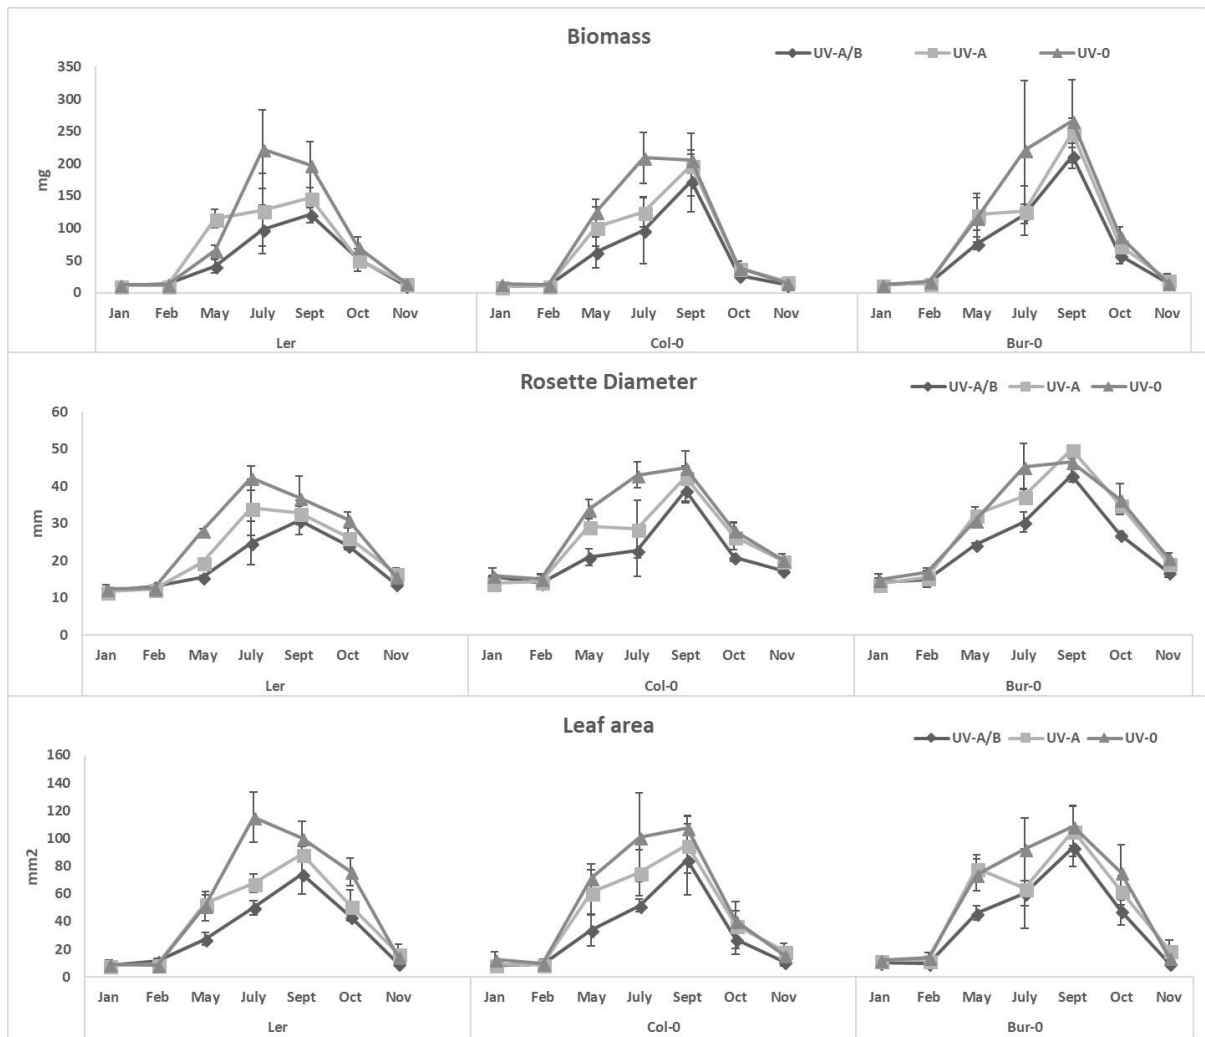 Biomass
UV-A/B UV-A UV-0
350
300
250
200
150
100
50
0
mg
Jan Feb May July Sept Oct Nov Jan Feb May July Sept Oct Nov Jan Feb May July Sept Oct Nov
Ler Col-0 Bur-0
Rosette Diameter
UV-A/B UV-A UV-0
60
50
40
30
20
10
0
mm
Jan Feb May July Sept Oct Nov Jan Feb May July Sept Oct Nov Jan Feb May July Sept Oct Nov
Ler Col-0 Bur-0
Leaf area
UV-A/B UV-A UV-0
160
140
120
100
80
60
40
20
0
mm2
Jan Feb May July Sept Oct Nov Jan Feb May July Sept Oct Nov Jan Feb May July Sept Oct Nov
Ler Col-0 Bur-0